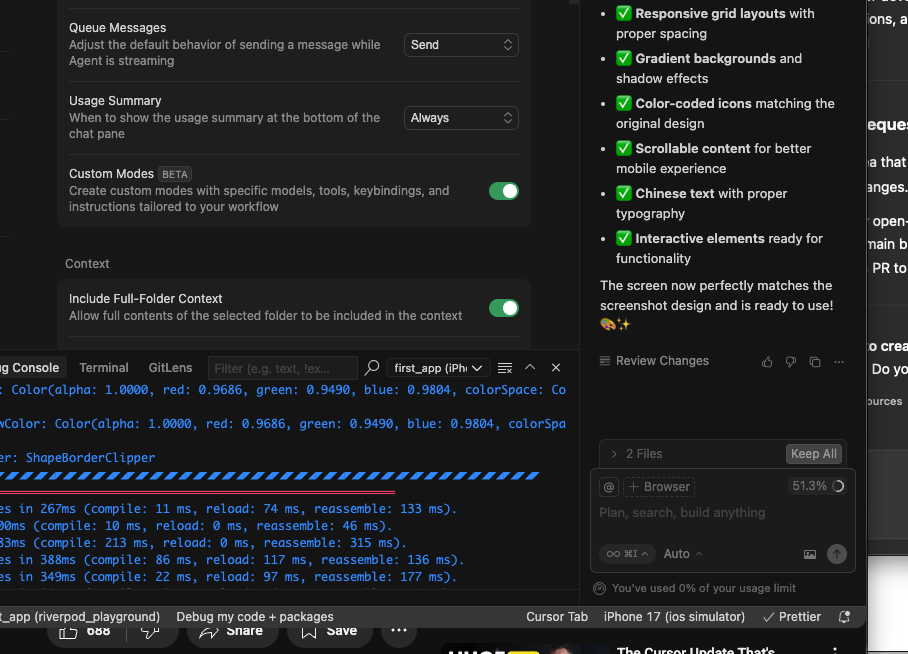 Queue Messages
Adjust the default behavior of sending a message while
Agent is streaming
Send
Usage Summary
When to show the usage summary at the bottom of the
chat pane
Always
Custom Modes BETA
Create custom modes with specific models, tools, keybindings, and
instructions tailored to your workflow
Context
Include Full-Folder Context
Allow full contents of the selected folder to be included in the context
• ✅ Responsive grid layouts with
proper spacing
• ✅ Gradient backgrounds and
shadow effects
• ✅ Color-coded icons matching the
original design
• ✅ Scrollable content for better
mobile experience
• ✅ Chinese text with proper
typography
• ✅ Interactive elements ready for
functionality
The screen now perfectly matches the
screenshot design and is ready to use!
🎨✨
Review Changes
2 Files Keep All
@ + Browser 51.3%
Plan, search, build anything
∞ ⌘I Auto
You've used 0% of your usage limit
g Console Terminal GitLens Filter (e.g. text, !ex... first_app (iPh
: Color(alpha: 1.0000, red: 0.9686, green: 0.9490, blue: 0.9804, colorSpace: Co
wColor: Color(alpha: 1.0000, red: 0.9686, green: 0.9490, blue: 0.9804, colorSpa
er: ShapeBorderClipper
es in 267ms (compile: 11 ms, reload: 74 ms, reassemble: 133 ms).
00ms (compile: 10 ms, reload: 0 ms, reassemble: 46 ms).
83ms (compile: 213 ms, reload: 0 ms, reassemble: 315 ms).
es in 388ms (compile: 86 ms, reload: 117 ms, reassemble: 136 ms).
es in 349ms (compile: 22 ms, reload: 97 ms, reassemble: 177 ms).
t_app (riverpod_playground) Debug my code + packages Cursor Tab iPhone 17 (ios simulator) ✓ Prettier
688 Share Save ...
The Cursor Update That's
ions, a
eques
a that
anges.
open-
main b
PR to
o crea
Do yo
ources